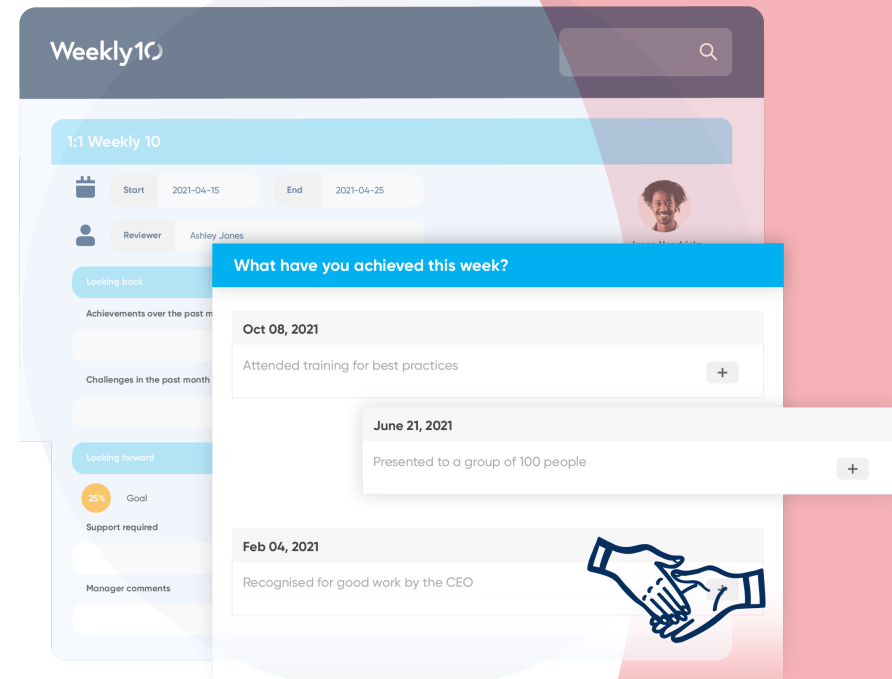 Weekly10
1:1 Weekly 10
Start 2021-04-15 End 2021-04-25
Reviewer Ashley Jones
What have you achieved this week?
Looking back
Achievements over the past
Challenges in the past month
Looking forward
25% Goal
Support required
Manager comments
Oct 08, 2021
Attended training for best practices
+
June 21, 2021
Presented to a group of 100 people
+
Feb 04, 2021
Recognised for good work by the CEO
+